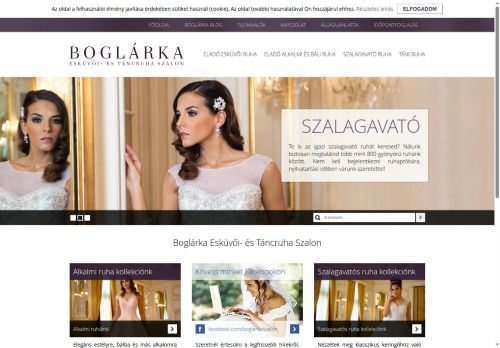 Az oldal a felhasználói élmény javítása érdekében sütiket használ (cookie). Az oldal további használatával Ön hozzájárul ehhez. Részletes leírás ELFOGADOM
FŐOLDAL BOGLÁRKA BLOG TUDNIVALÓK KAPCSOLAT ÁLLÁSAJÁNLATOK IDŐPONTFOGLALÁS
BOGLÁRKA
ESKÜVŐI- ÉS TÁNCRUHA SZALON
ELADÓ ESKÜVŐI RUHA ELADÓ ALKALMI ÉS BÁLI RUHA SZALAGAVATÓ RUHA TÁNCRUHA
SZALAGAVATÓ
Te is az igazi szalagavató ruhát keresed? Nálunk
biztosan megtalálod több mint 800 gyönyörű ruhánk
között. Nem kell bejelentkezni ruhapróbára,
nyitvatartási időben várunk szeretettel!
Keresés
Boglárka Esküvői- és Táncruha Szalon
Alkalmi ruha kollekciónk
Kövess minket Facebookon
Szalagavatós ruha kollekciónk
Alkalmi ruháink
facebook.com/boglarkaszalon
Szalagavatós ruha kollekciónk
Elegáns estélyre, bálba és más alkalomra
Szeretnél értesülni a legfrissebb hírekről,
Nézzétek meg klasszikus keringőhöz való